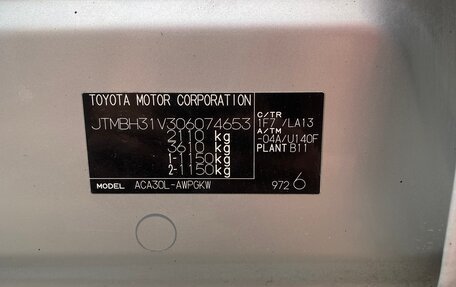 TOYOTA MOTOR CORPORATION
JTMBH31V306074653
2110 kg
3610 kg
1-1150 kg
2-1150 kg
MODEL ACA30L-AWPGKW
C/TR
1F7 /LA13
A/TM
-04A/U140F
PLANT B11
972 6